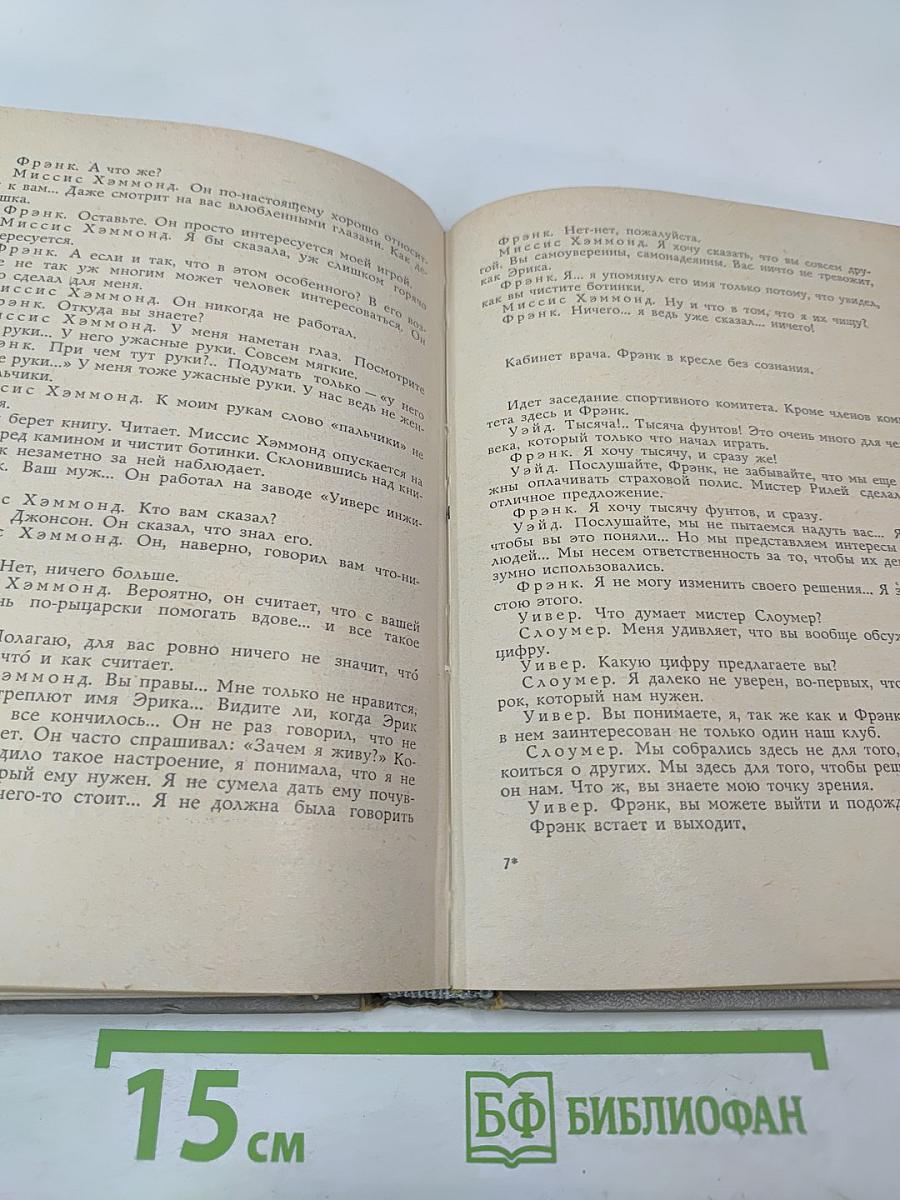 Фрэнк. А что же?
Миссис Хэммонд. Он по-настоящему хорошо относит-
к вам... Даже смотрит на вас влюбленными глазами. Как де-
шка.
Фрэнк. Оставьте. Он просто интересуется моей игрой.
Миссис Хэммонд. Я бы сказала, уж слишком горячо
ересуется.
Фрэнк. А если и так, что в этом особенного? В его воз-
е не так уж многим может человек интересоваться. Он
о сделал для меня.
иссис Хэммонд. Он никогда не работал.
рэнк. Откуда вы знаете?
ссис Хэммонд. У меня наметан глаз. Посмотрите
руки... У него ужасные руки. Совсем мягкие.
энк. При чем тут руки?.. Подумать только — «у него
е руки...» У меня тоже ужасные руки. У нас ведь не жен-
льчики.
ссис Хэммонд. К моим рукам слово «пальчики» не
я.
берет книгу. Читает. Миссис Хэммонд опускается на
еред камином и чистит ботинки. Склонившись над кни-
к незаметно за ней наблюдает.
к. Ваш муж... Он работал на заводе «Уиверс инжи-
с Хэммонд. Кто вам сказал?
Джонсон. Он сказал, что знал его.
с Хэммонд. Он, наверно, говорил вам что-ни-
Нет, ничего больше.
Хэммонд. Вероятно, он считает, что с вашей
нь по-рыцарски помогать вдове... и все такое
Полагаю, для вас ровно ничего не значит, что́
что́ и как считает.
эммонд. Вы правы... Мне только не нравится,
треплют имя Эрика... Видите ли, когда Эрик
все кончилось... Он не раз говорил, что не
ет. Он часто спрашивал: «Зачем я живу?» Ко-
дило такое настроение, я понимала, что я не
рый ему нужен. Я не сумела дать ему почув-
чего-то стоит... Я не должна была говорить
Фрэнк. Нет-нет, пожалуйста.
Миссис Хэммонд. Я хочу сказать, что вы совсем дру-
гой. Вы самоуверенны, самонадеянны. Вас ничто не тревожит,
как Эрика.
Фрэнк. Я... я упомянул его имя только потому, что увидел,
как вы чистите ботинки.
Миссис Хэммонд. Ну и что в том, что я их чищу?
Фрэнк. Ничего... я ведь уже сказал... ничего!
Кабинет врача. Фрэнк в кресле без сознания.
Идет заседание спортивного комитета. Кроме членов коми
тета здесь и Фрэнк.
Уэйд. Тысяча!.. Тысяча фунтов! Это очень много для чел
века, который только что начал играть.
Фрэнк. Я хочу тысячу, и сразу же!
Уэйд. Послушайте, Фрэнк, не забывайте, что мы еще
жны оплачивать страховой полис. Мистер Рилей сделал
отличное предложение.
Фрэнк. Я хочу тысячу фунтов, и сразу.
Уэйд. Послушайте, мы не пытаемся надуть вас... Я
чтобы вы это поняли... Но мы представляем интересы
людей... Мы несем ответственность за то, чтобы их ден
зумно использовались.
Фрэнк. Я не могу изменить своего решения... Я з
стою этого.
Уивер. Что думает мистер Слоумер?
Слоумер. Меня удивляет, что вы вообще обсуж
цифру.
Уивер. Какую цифру предлагаете вы?
Слоумер. Я далеко не уверен, во-первых, что
рок, который нам нужен.
Уивер. Вы понимаете, я, так же как и Фрэнк
в нем заинтересован не только один наш клуб.
Слоумер. Мы собрались здесь не для того,
коиться о других. Мы здесь для того, чтобы реш
он нам. Что ж, вы знаете мою точку зрения.
Уивер. Фрэнк, вы можете выйти и подожд
Фрэнк встает и выходит.
7*
15 см
БФ БИБЛИОФАН